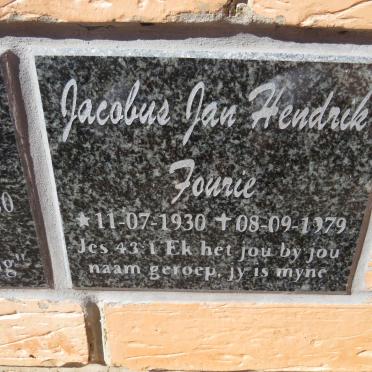 Jacobus Jan Hendrik
Fourie
★11-07-1930 ✝08-09-1979
Jes 43:1 Ek het jou by jou
naam geroep, jy is myne